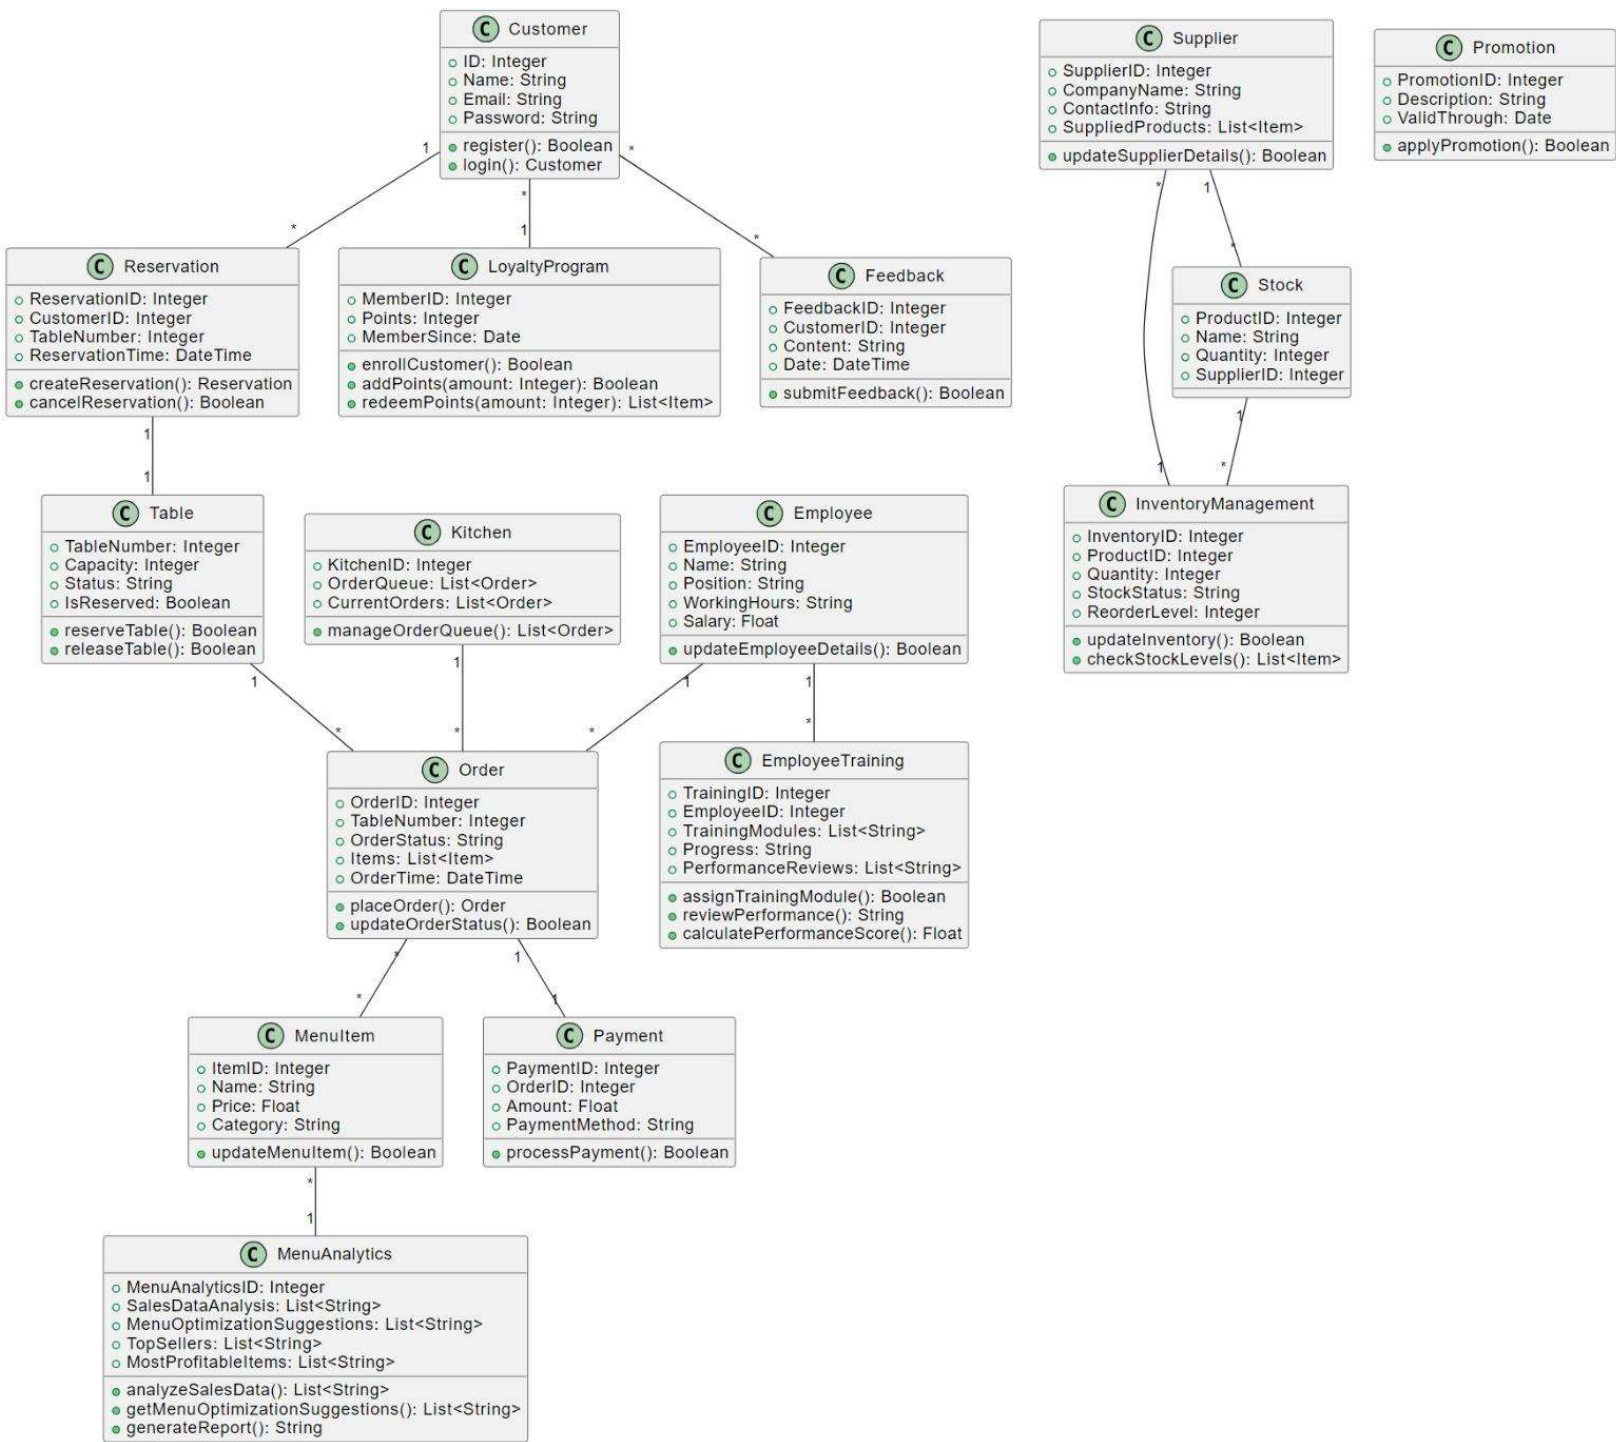 C Customer
ID: Integer
Name: String
Email: String
Password: String
register(): Boolean
login(): Customer
C Supplier
SupplierID: Integer
CompanyName: String
ContactInfo: String
SuppliedProducts: List<Item>
updateSupplierDetails(): Boolean
C Promotion
PromotionID: Integer
Description: String
ValidThrough: Date
applyPromotion(): Boolean
1
*
*
*
1
*
*
1
*
1
C Reservation
ReservationID: Integer
CustomerID: Integer
TableNumber: Integer
ReservationTime: DateTime
createReservation(): Reservation
cancelReservation(): Boolean
C LoyaltyProgram
MemberID: Integer
Points: Integer
MemberSince: Date
enrollCustomer(): Boolean
addPoints(amount: Integer): Boolean
redeemPoints(amount: Integer): List<Item>
C Feedback
FeedbackID: Integer
CustomerID: Integer
Content: String
Date: DateTime
submitFeedback(): Boolean
C Stock
ProductID: Integer
Name: String
Quantity: Integer
SupplierID: Integer
1
1
1
*
C Table
TableNumber: Integer
Capacity: Integer
Status: String
IsReserved: Boolean
reserveTable(): Boolean
releaseTable(): Boolean
C Kitchen
KitchenID: Integer
OrderQueue: List<Order>
CurrentOrders: List<Order>
manageOrderQueue(): List<Order>
C Employee
EmployeeID: Integer
Name: String
Position: String
WorkingHours: String
Salary: Float
updateEmployeeDetails(): Boolean
C InventoryManagement
InventoryID: Integer
ProductID: Integer
Quantity: Integer
StockStatus: String
ReorderLevel: Integer
updateInventory(): Boolean
checkStockLevels(): List<Item>
1
*
1
*
1
*
1
*
C Order
OrderID: Integer
TableNumber: Integer
OrderStatus: String
Items: List<Item>
OrderTime: DateTime
placeOrder(): Order
updateOrderStatus(): Boolean
C EmployeeTraining
TrainingID: Integer
EmployeeID: Integer
TrainingModules: List<String>
Progress: String
PerformanceReviews: List<String>
assignTrainingModule(): Boolean
reviewPerformance(): String
calculatePerformanceScore(): Float
*
*
1
1
C MenuItem
ItemID: Integer
Name: String
Price: Float
Category: String
updateMenuItem(): Boolean
C Payment
PaymentID: Integer
OrderID: Integer
Amount: Float
PaymentMethod: String
processPayment(): Boolean
*
1
C MenuAnalytics
MenuAnalyticsID: Integer
SalesDataAnalysis: List<String>
MenuOptimizationSuggestions: List<String>
TopSellers: List<String>
MostProfitableItems: List<String>
analyzeSalesData(): List<String>
getMenuOptimizationSuggestions(): List<String>
generateReport(): String